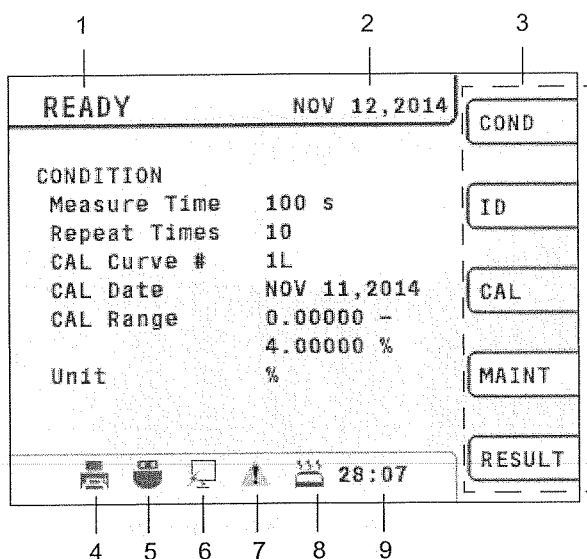 1 2 3
READY NOV 12,2014
COND
CONDITION
Measure Time 100 s
ID
Repeat Times 10
CAL Curve # 1L
CAL Date NOV 11,2014
CAL
CAL Range 0.00000 –
4.00000 %
Unit %
MAINT
28:07
RESULT
4 5 6 7 8 9